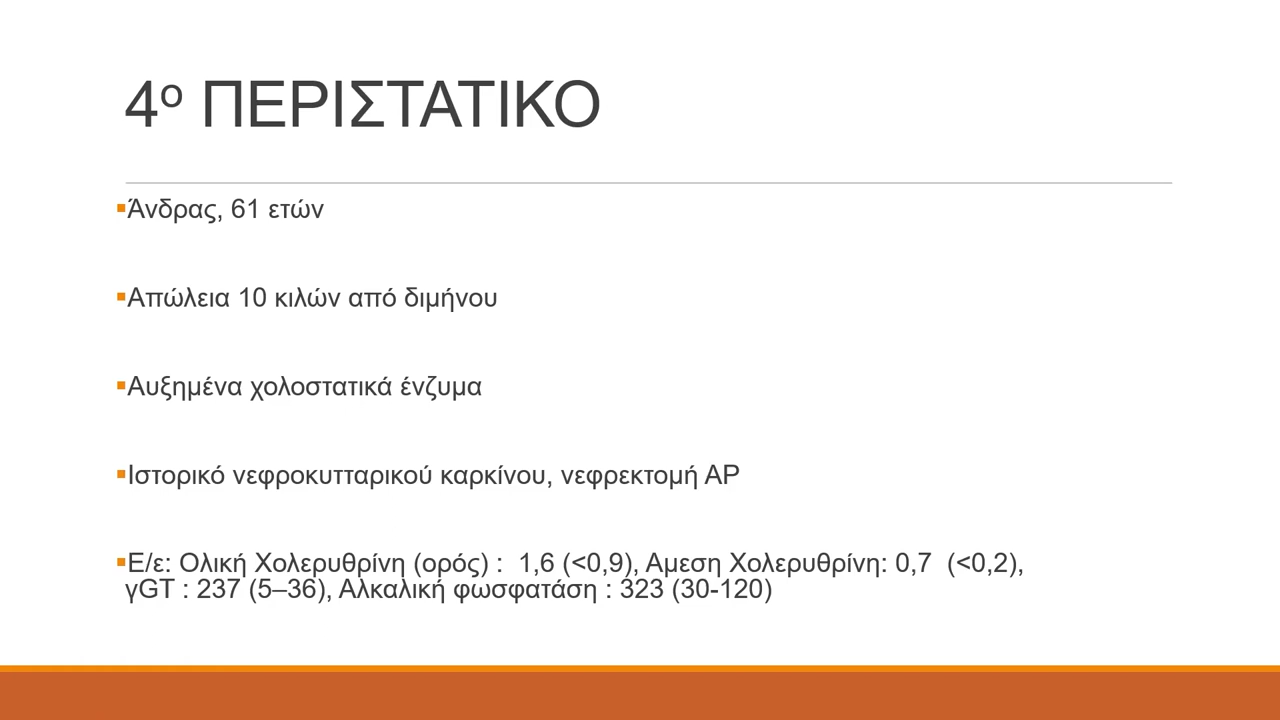 4ο ΠΕΡΙΣΤΑΤΙΚΟ
▪Άνδρας, 61 ετών
▪Απώλεια 10 κιλών από διμήνου
▪Αυξημένα χολοστατικά ένζυμα
▪Ιστορικό νεφροκυτταρικού καρκίνου, νεφρεκτομή ΑΡ
▪Ε/ε: Ολική Χολερυθρίνη (ορός) :  1,6 (<0,9), Αμεση Χολερυθρίνη: 0,7  (<0,2),
γGT : 237 (5–36), Αλκαλική φωσφατάση : 323 (30-120)